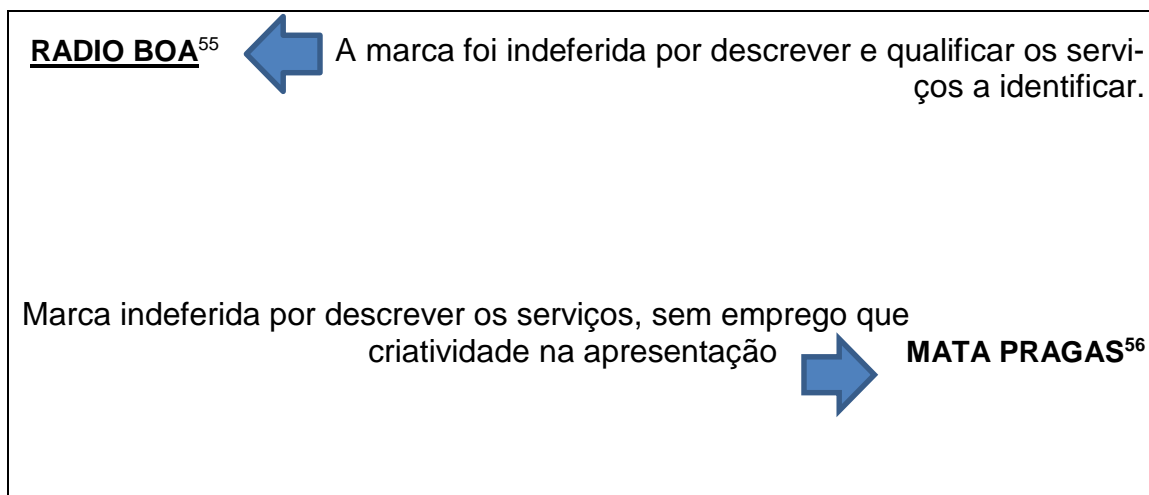 RADIO BOA55 A marca foi indeferida por descrever e qualificar os servi-
ços a identificar.
Marca indeferida por descrever os serviços, sem emprego que
criatividade na apresentação MATA PRAGAS56